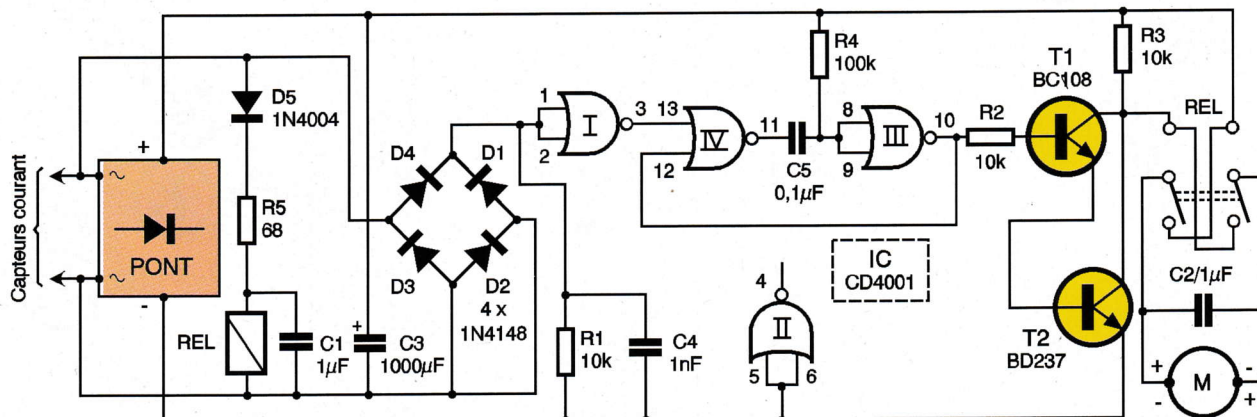 Capteurs courant
+
~
PONT
~
-
D5
1N4004
R5
68
REL
C1
1µF
+
C3
1000µF
D4
D1
D3
D2
4 x
1N4148
1
2
I
3
13
12
IV
11
C5
0,1µF
R4
100k
8
9
III
10
R2
10k
T1
BC108
R3
10k
REL
R1
10k
C4
1nF
4
II
5
6
IC
CD4001
T2
BD237
C2/1µF
+
-
M
-
+